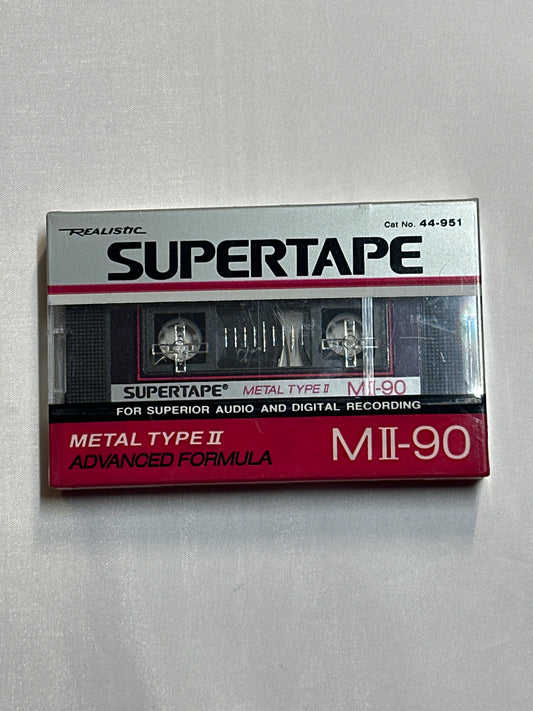 REALISTIC
Cat No. 44-951
SUPERTAPE
SUPERTAPE® METAL TYPE II MII-90
FOR SUPERIOR AUDIO AND DIGITAL RECORDING
METAL TYPE II
ADVANCED FORMULA
MII-90